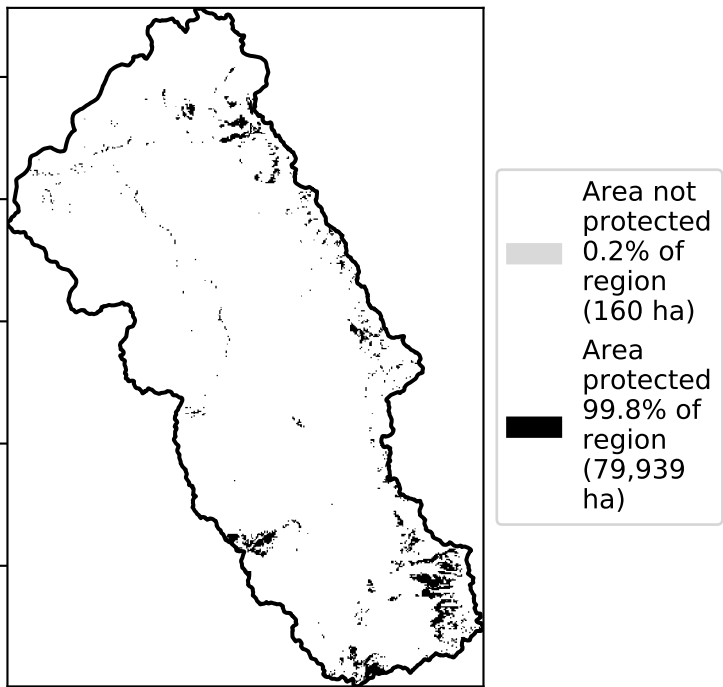 Area not
protected
0.2% of
region
(160 ha)
Area
protected
99.8% of
region
(79,939
ha)